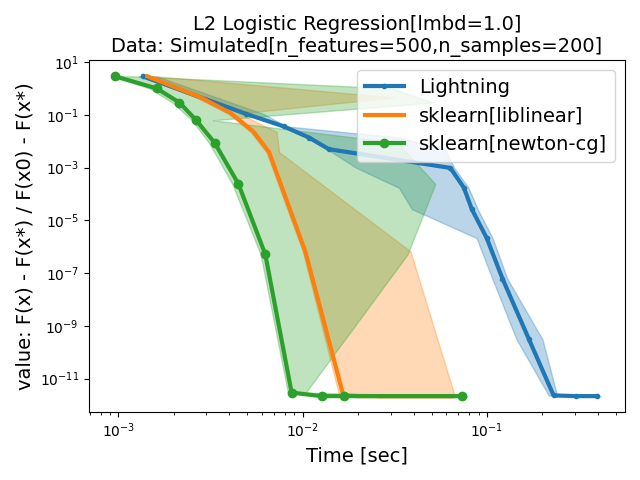 L2 Logistic Regression[lmbd=1.0]
Data: Simulated[n_features=500,n_samples=200]
value: F(x) - F(x*) / F(x0) - F(x*)
10¹
10⁻¹
10⁻³
10⁻⁵
10⁻⁷
10⁻⁹
10⁻¹¹
Lightning
sklearn[liblinear]
sklearn[newton-cg]
10⁻³
10⁻²
10⁻¹
Time [sec]